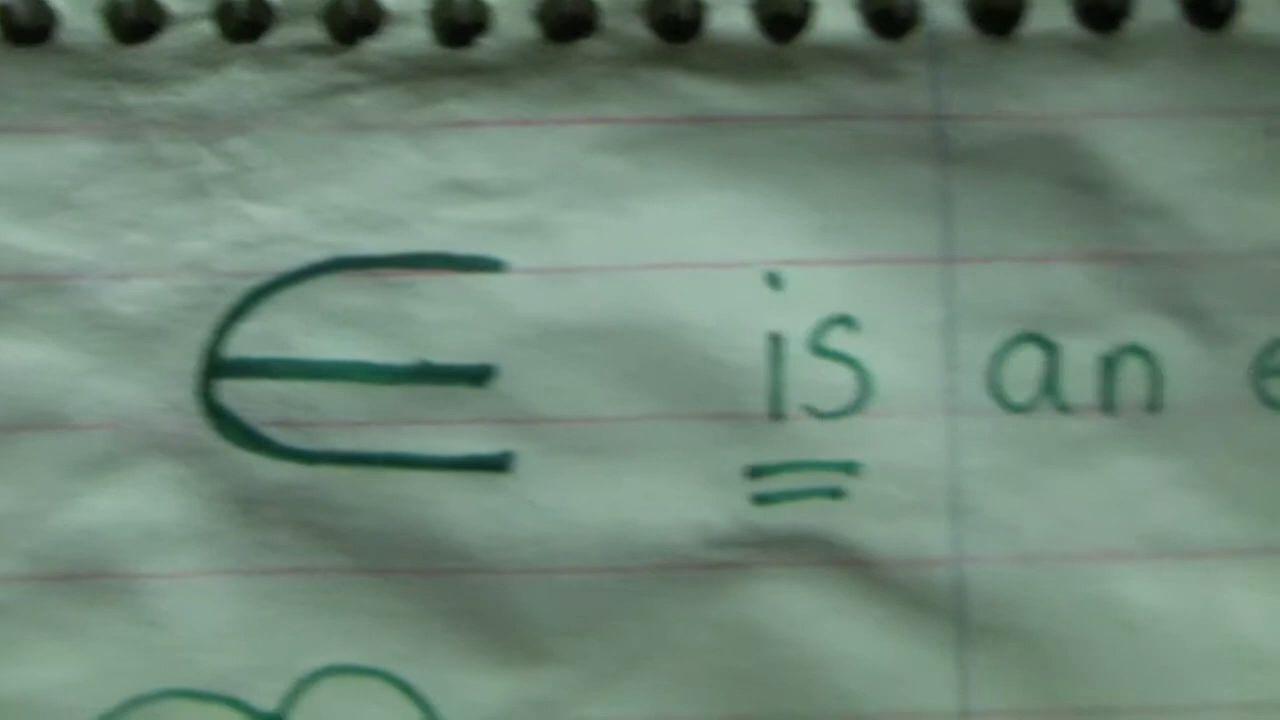 ∈ is an